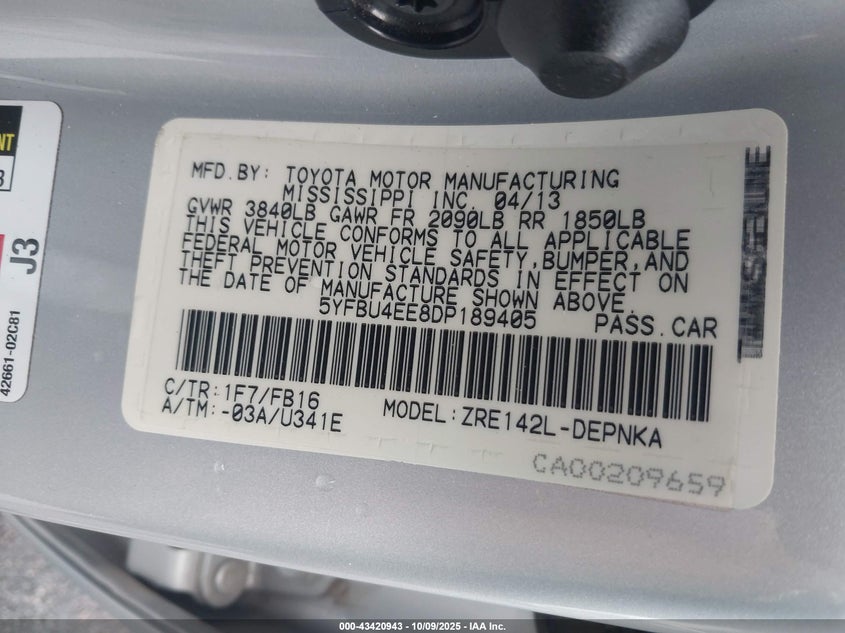 NT
3
J3
42661-02C81
MFD.BY: TOYOTA MOTOR MANUFACTURING
MISSISSIPPI INC. 04/13
GVWR 3840LB GAWR FR 2090LB RR 1850LB
THIS VEHICLE CONFORMS TO ALL APPLICABLE
FEDERAL MOTOR VEHICLE SAFETY,BUMPER,AND
THEFT PREVENTION STANDARDS IN EFFECT ON
THE DATE OF MANUFACTURE SHOWN ABOVE.
5YFBU4EE8DP189405 PASS.CAR
C/TR:1F7/FB16
A/TM:-03A/U341E MODEL:ZRE142L-DEPNKA
CA00209659
000-43420943 - 10/09/2025 - IAA Inc.